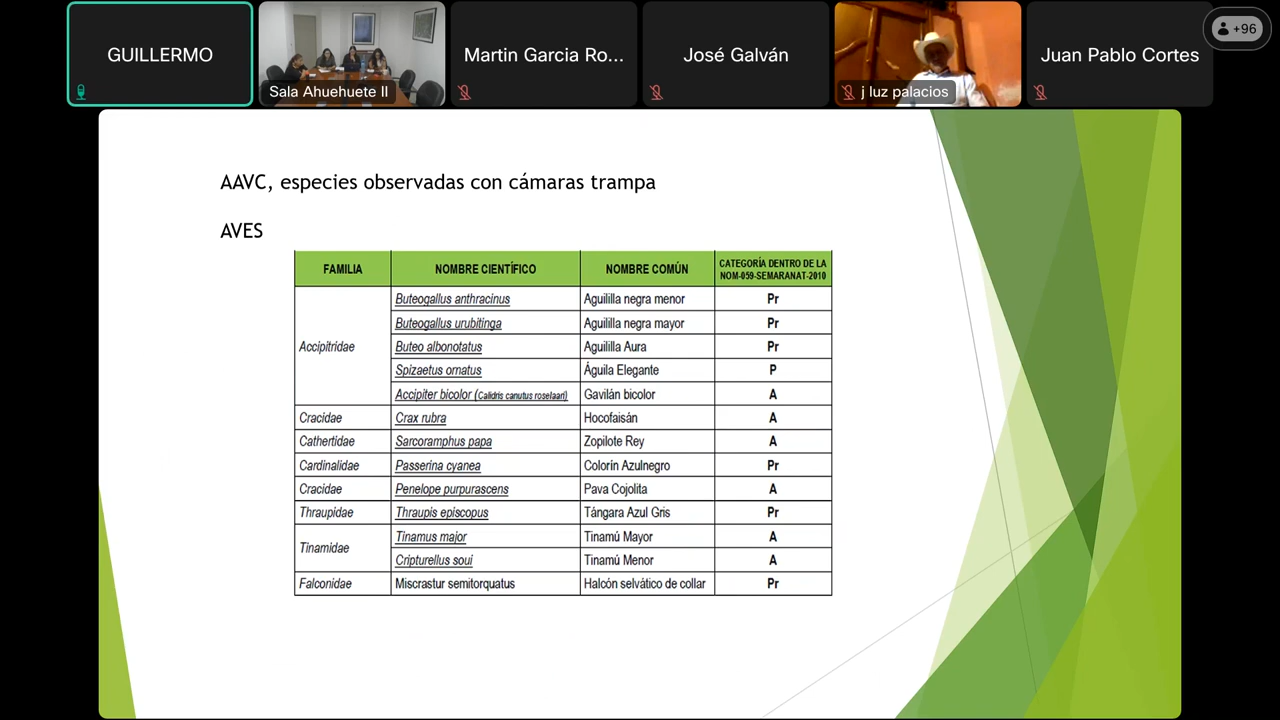 GUILLERMO
Sala Ahuehuete II
Martin Garcia Ro...
José Galván
j luz palacios
Juan Pablo Cortes
+96
AAVC, especies observadas con cámaras trampa
AVES
FAMILIA NOMBRE CIENTÍFICO NOMBRE COMÚN CATEGORÍA DENTRO DE LA NOM-059-SEMARANAT-2010
Accipitridae
Buteogallus anthracinus Aguililla negra menor Pr
Buteogallus urubitinga Aguililla negra mayor Pr
Buteo albonotatus Aguililla Aura Pr
Spizaetus ornatus Águila Elegante P
Accipiter bicolor (Calidris canutus roselaari) Gavilán bicolor A
Cracidae Crax rubra Hocofaisán A
Cathertidae Sarcoramphus papa Zopilote Rey A
Cardinalidae Passerina cyanea Colorín Azulnegro Pr
Cracidae Penelope purpurascens Pava Cojolita A
Thraupidae Thraupis episcopus Tángara Azul Gris Pr
Tinamidae
Tinamus major Tinamú Mayor A
Cripturellus soui Tinamú Menor A
Falconidae Miscrastur semitorquatus Halcón selvático de collar Pr